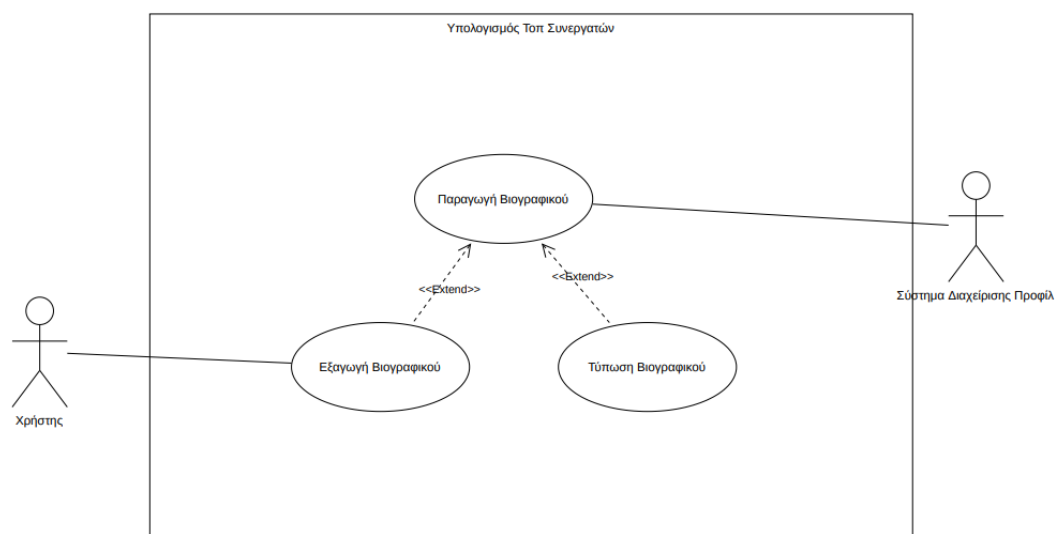 Υπολογισμός Τοπ Συνεργατών
Παραγωγή Βιογραφικού
<<Extend>>
<<Extend>>
Σύστημα Διαχείρισης Προφίλ
Εξαγωγή Βιογραφικού
Τύπωση Βιογραφικού
Χρήστης